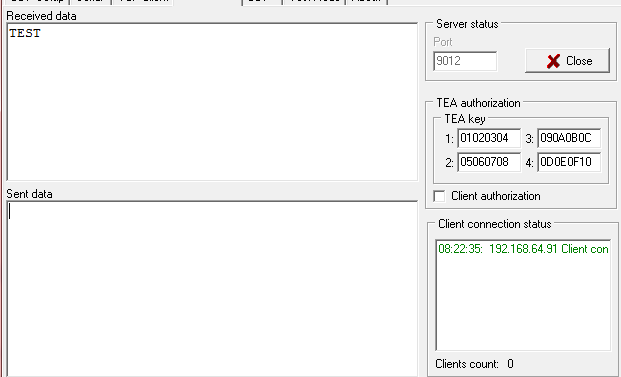 Received data
TEST
Sent data
Server status
Port
9012
Close
TEA authorization
TEA key
1: 01020304 3: 090A0B0C
2: 05060708 4: 0D0E0F10
Client authorization
Client connection status
08:22:35: 192.168.64.91 Client con
Clients count: 0